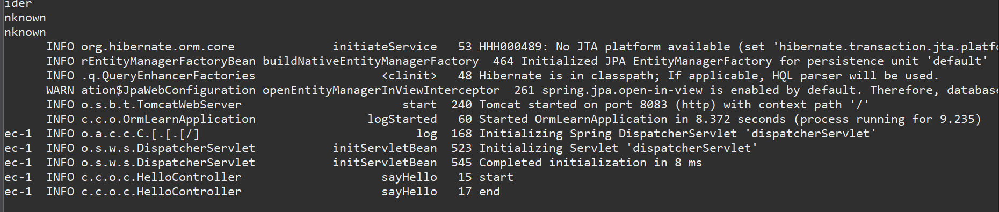 ider
nknown
nknown
INFO org.hibernate.orm.core initiateService 53 HHH000489: No JTA platform available (set 'hibernate.transaction.jta.platfo
INFO rEntityManagerFactoryBean buildNativeEntityManagerFactory 464 Initialized JPA EntityManagerFactory for persistence unit 'default'
INFO .q.QueryEnhancerFactories <clinit> 48 Hibernate is in classpath; If applicable, HQL parser will be used.
WARN ation$JpaWebConfiguration openEntityManagerInViewInterceptor 261 spring.jpa.open-in-view is enabled by default. Therefore, database
INFO o.s.b.t.TomcatWebServer start 240 Tomcat started on port 8083 (http) with context path '/'
INFO c.c.o.OrmLearnApplication logStarted 60 Started OrmLearnApplication in 8.372 seconds (process running for 9.235)
ec-1 INFO o.a.c.c.C.[.[.[/] log 168 Initializing Spring DispatcherServlet 'dispatcherServlet'
ec-1 INFO o.s.w.s.DispatcherServlet initServletBean 523 Initializing Servlet 'dispatcherServlet'
ec-1 INFO o.s.w.s.DispatcherServlet initServletBean 545 Completed initialization in 8 ms
ec-1 INFO c.c.o.c.HelloController sayHello 15 start
ec-1 INFO c.c.o.c.HelloController sayHello 17 end